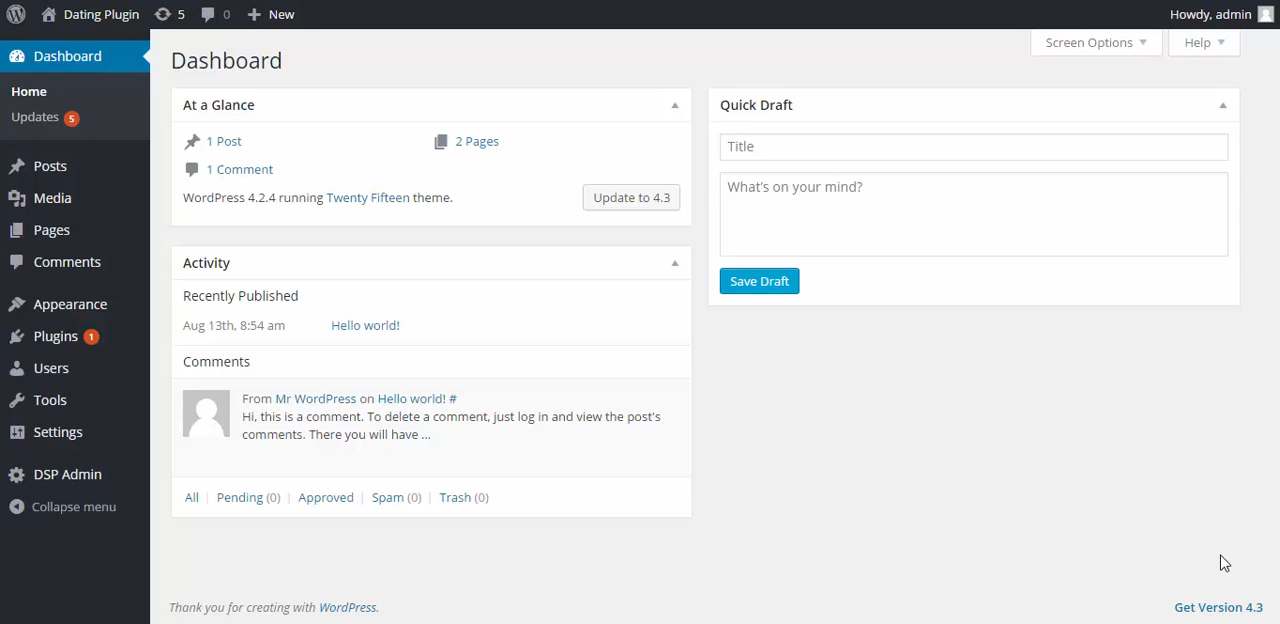 Dating Plugin 5 0 New Howdy, admin
Dashboard
Home
Updates 5
Posts
Media
Pages
Comments
Appearance
Plugins 1
Users
Tools
Settings
DSP Admin
Collapse menu
Screen Options Help
Dashboard
At a Glance
1 Post 2 Pages
1 Comment
WordPress 4.2.4 running Twenty Fifteen theme. Update to 4.3
Activity
Recently Published
Aug 13th, 8:54 am Hello world!
Comments
From Mr WordPress on Hello world! #
Hi, this is a comment. To delete a comment, just log in and view the post's
comments. There you will have ...
All | Pending (0) | Approved | Spam (0) | Trash (0)
Quick Draft
Title
What's on your mind?
Save Draft
Thank you for creating with WordPress. Get Version 4.3